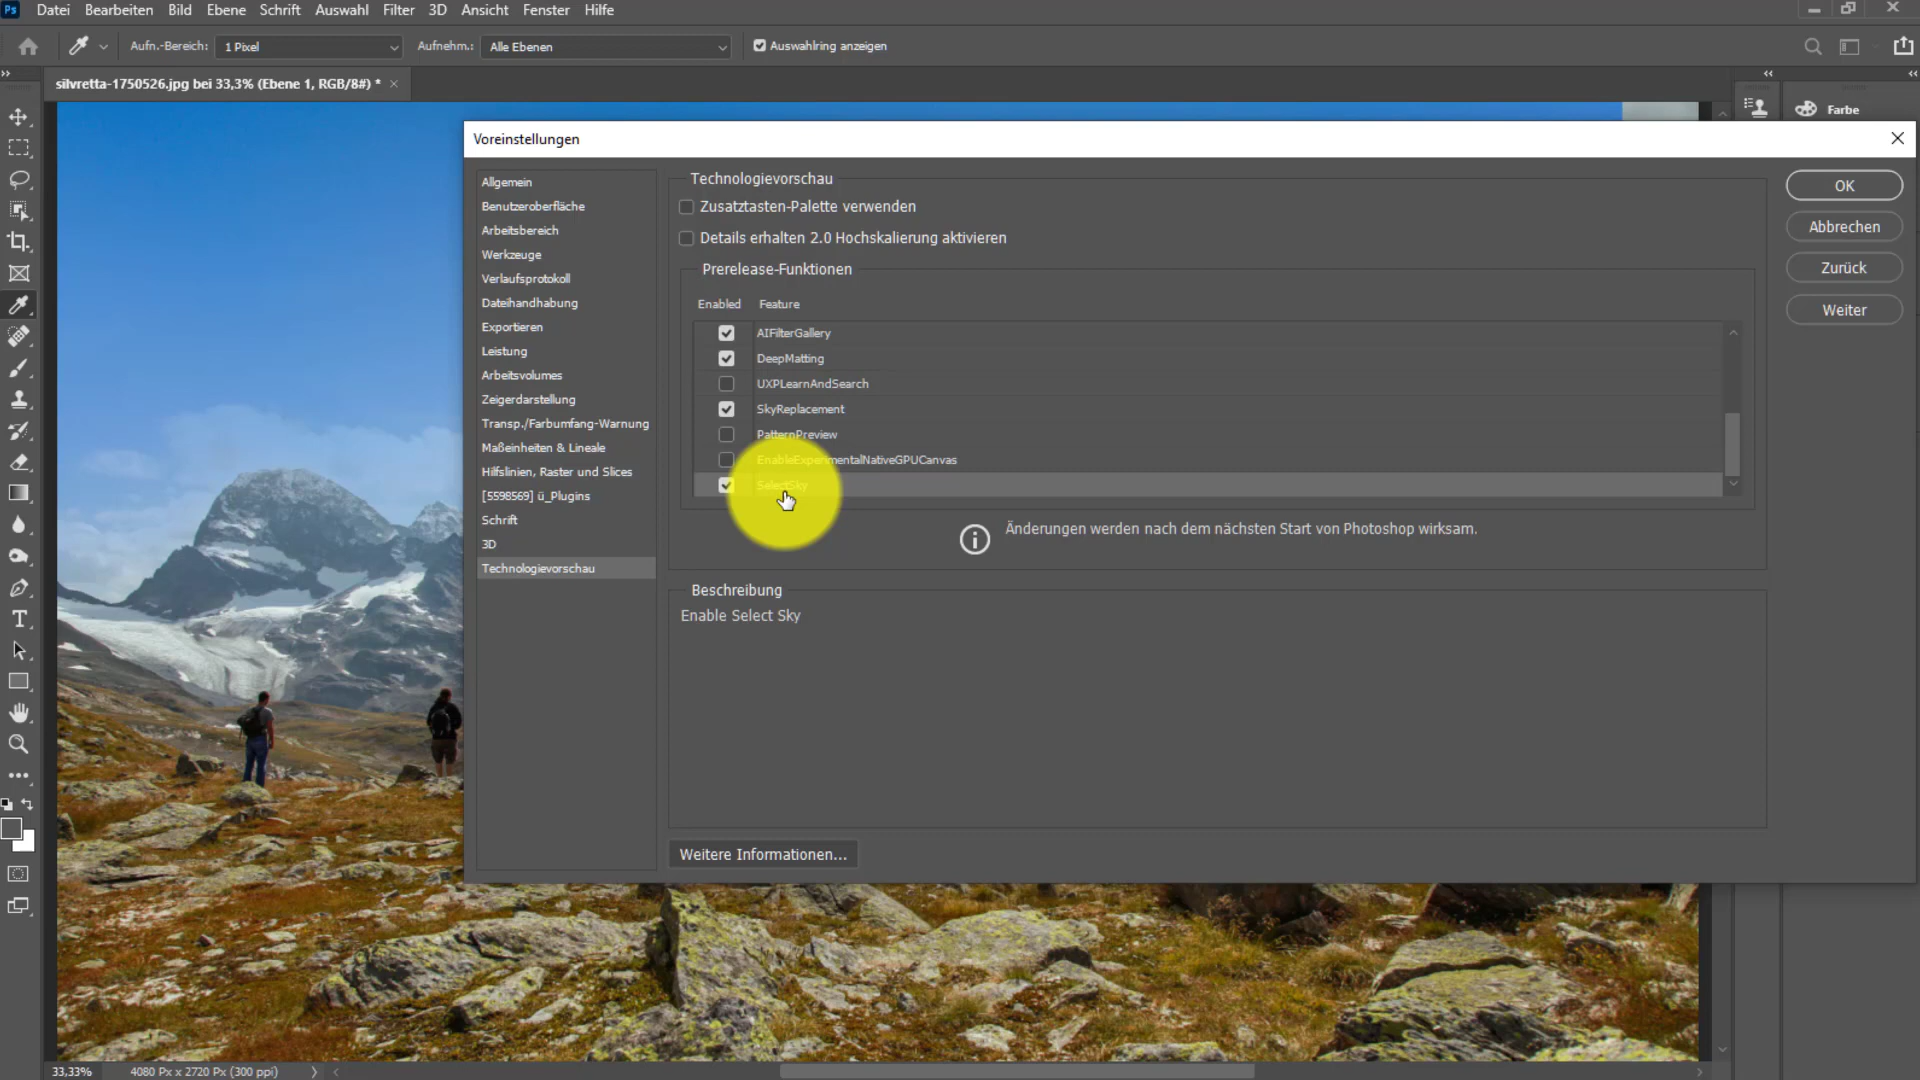 Ps Datei Bearbeiten Bild Ebene Schrift Auswahl Filter 3D Ansicht Fenster Hilfe
Aufn.-Bereich: 1 Pixel Aufnehm.: Alle Ebenen Auswahlring anzeigen
silvretta-1750526.jpg bei 33,3% (Ebene 1, RGB/8#) *
Farbe
Voreinstellungen
Allgemein
Benutzeroberfläche
Arbeitsbereich
Werkzeuge
Verlaufsprotokoll
Dateihandhabung
Exportieren
Leistung
Arbeitsvolumes
Zeigerdarstellung
Transp./Farbumfang-Warnung
Maßeinheiten & Lineale
Hilfslinien, Raster und Slices
[5598569] ü_Plugins
Schrift
3D
Technologievorschau
Technologievorschau
Zusatztasten-Palette verwenden
Details erhalten 2.0 Hochskalierung aktivieren
Prerelease-Funktionen
Enabled Feature
AIFilterGallery
DeepMatting
UXPLearnAndSearch
SkyReplacement
PatternPreview
EnableExperimentalNativeGPUCanvas
SelectSky
Änderungen werden nach dem nächsten Start von Photoshop wirksam.
Beschreibung
Enable Select Sky
Weitere Informationen...
OK
Abbrechen
Zurück
Weiter
33,33% 4080 Px x 2720 Px (300 ppi)